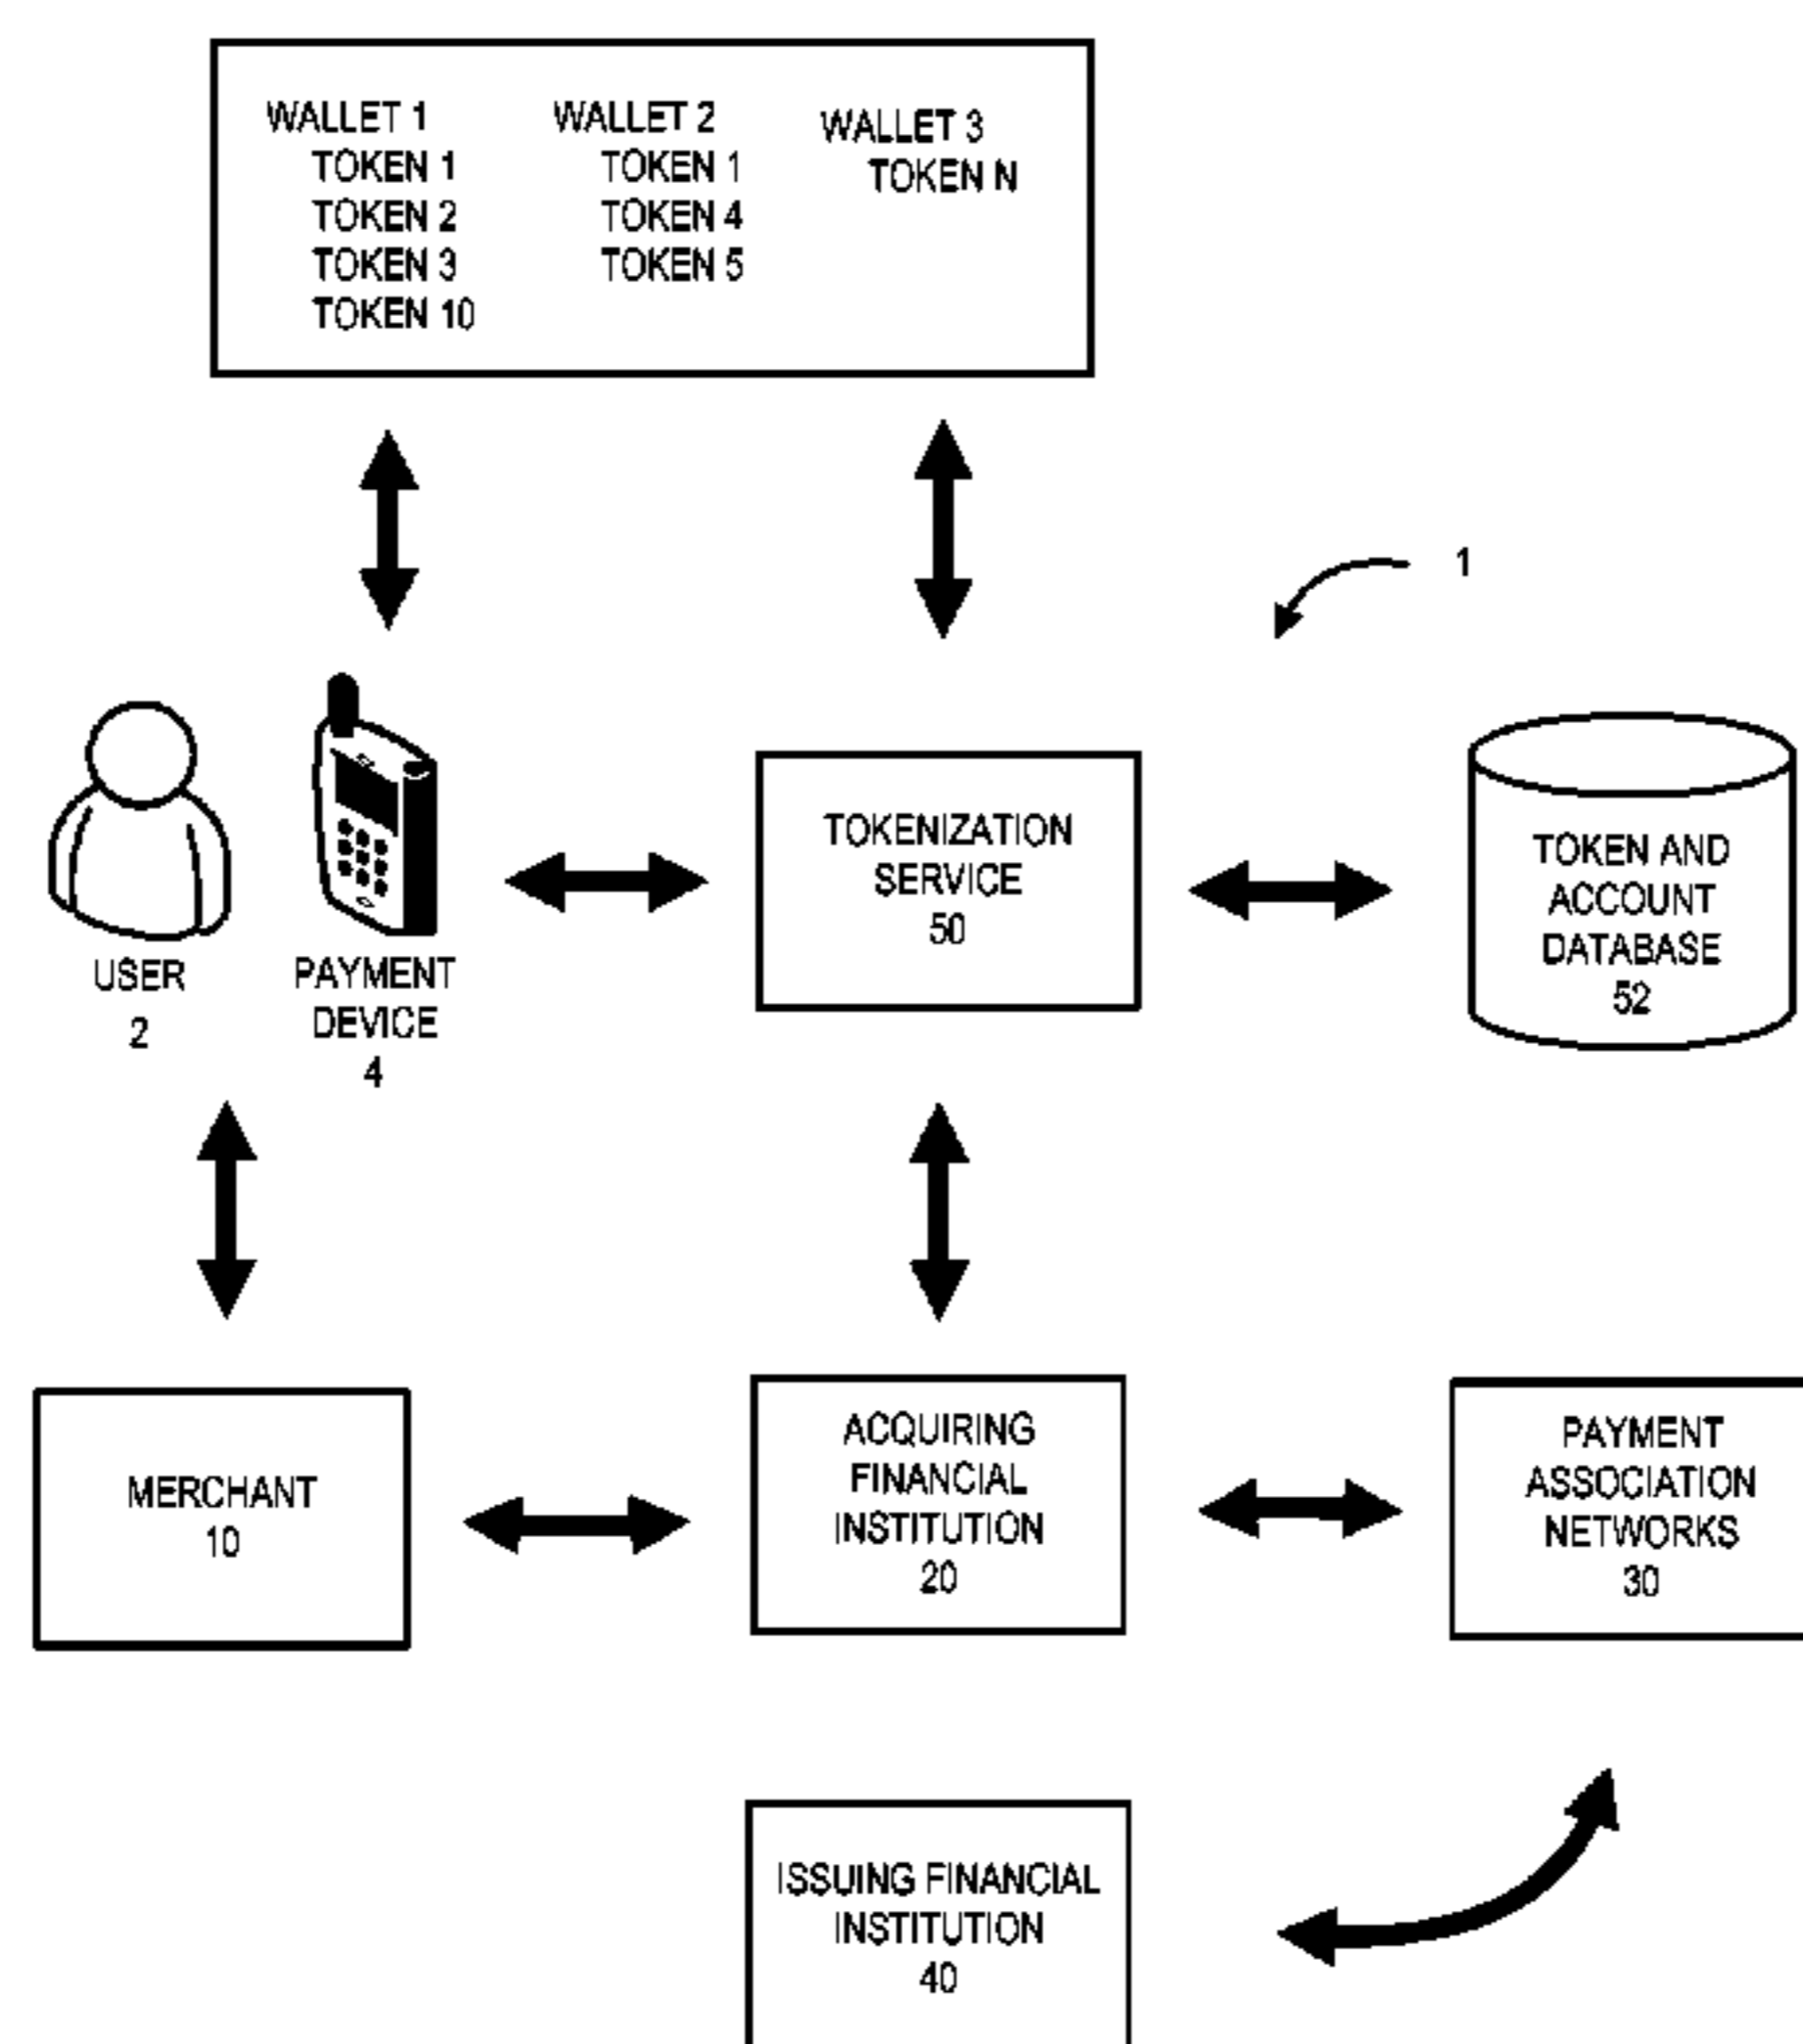 WALLET 1
TOKEN 1
TOKEN 2
TOKEN 3
TOKEN 10
WALLET 2
TOKEN 1
TOKEN 4
TOKEN 5
WALLET 3
TOKEN N
1
USER
2
PAYMENT
DEVICE
4
TOKENIZATION
SERVICE
50
TOKEN AND
ACCOUNT
DATABASE
52
MERCHANT
10
ACQUIRING
FINANCIAL
INSTITUTION
20
PAYMENT
ASSOCIATION
NETWORKS
30
ISSUING FINANCIAL
INSTITUTION
40